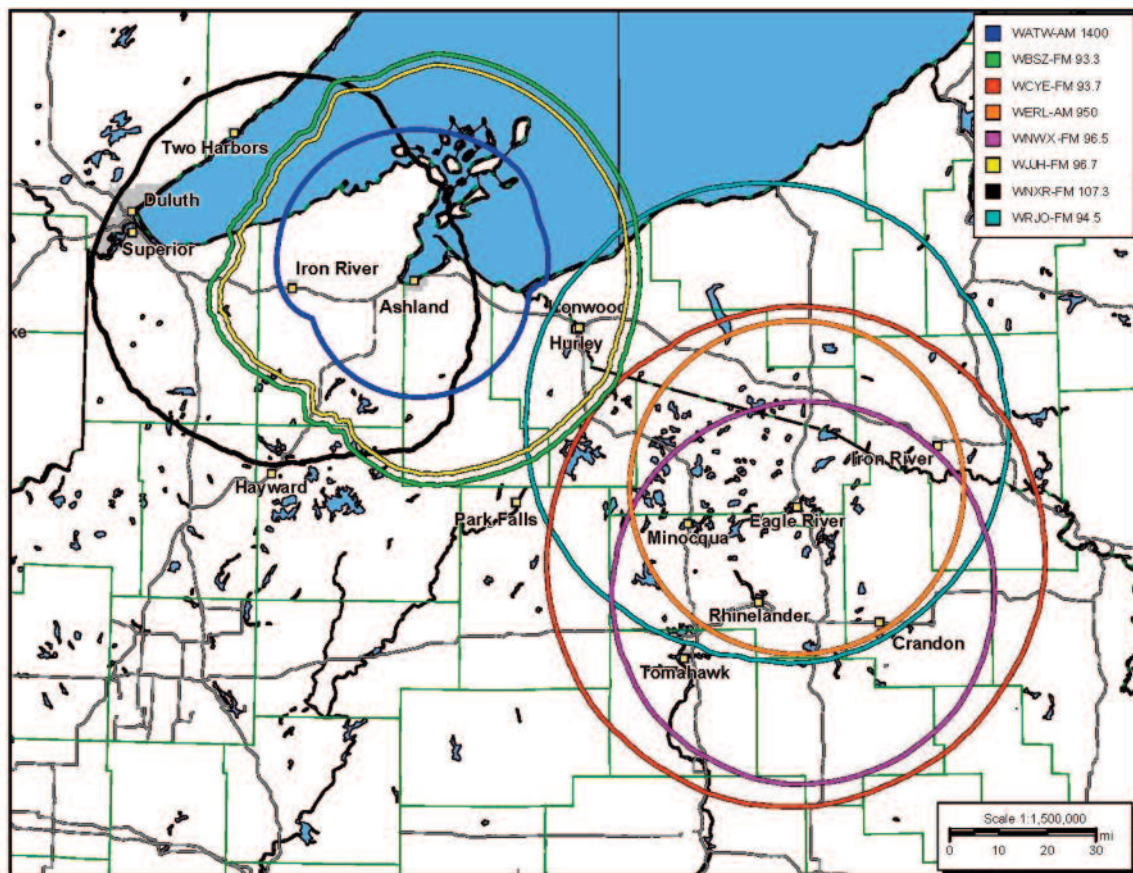 WATW-AM 1400
WBSZ-FM 93.3
WCYE-FM 93.7
WERL-AM 950
WNWX-FM 96.5
WJJH-FM 96.7
WNXR-FM 107.3
WRJO-FM 94.5
Two Harbors
Duluth
Superior
Iron River
Ashland
Ironwood
Hurley
Hayward
Park Falls
Iron River
Minocqua
Eagle River
Rhinelander
Crandon
Tomahawk
Scale 1:1,500,000
mi
0 10 20 30